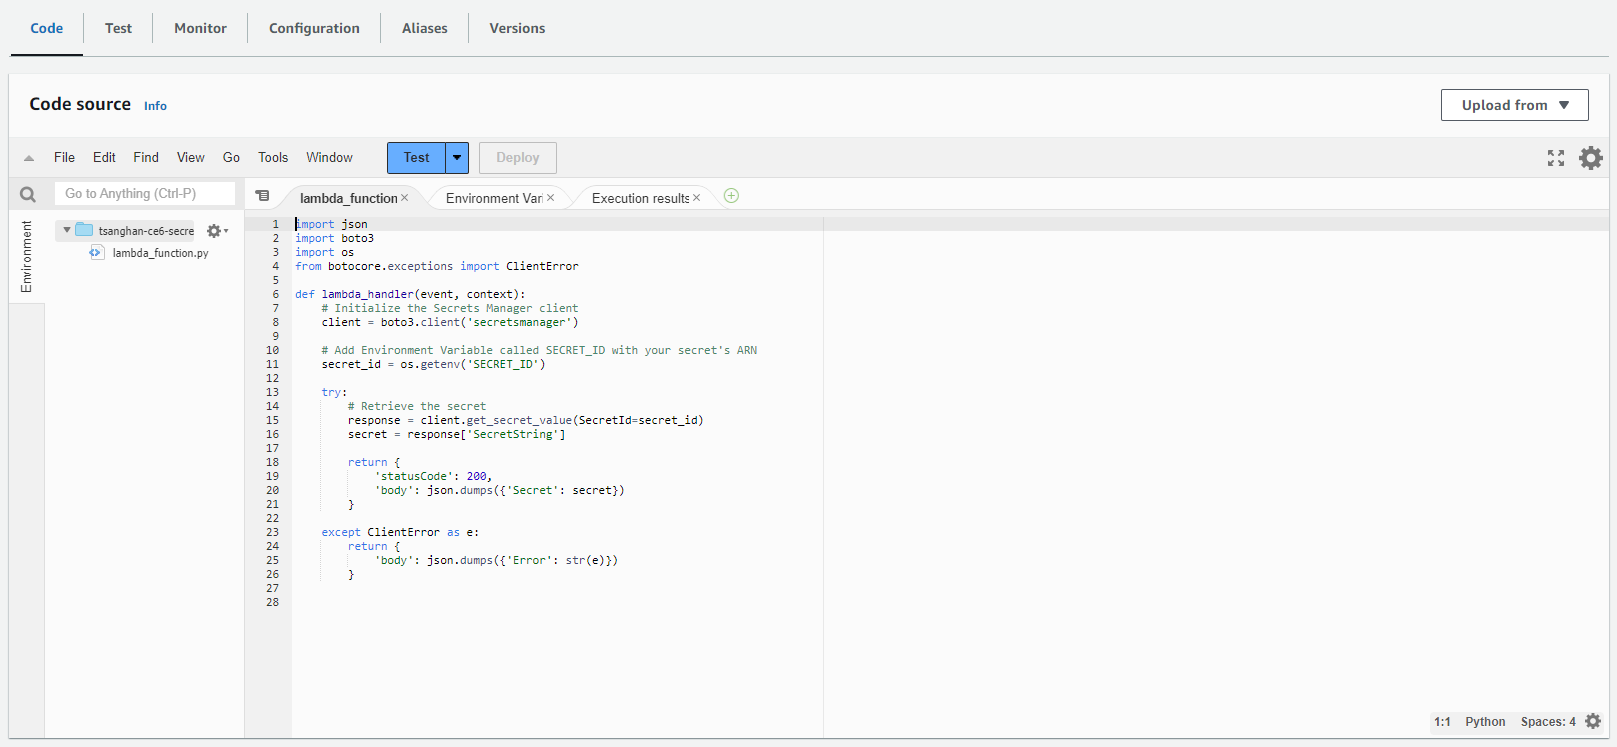 Code Test Monitor Configuration Aliases Versions
Code source Info
Upload from
File Edit Find View Go Tools Window Test Deploy
Go to Anything (Ctrl-P)
lambda_function Environment Vari Execution results
Environment
tsanghan-ce6-secre
lambda_function.py
1 import json
2 import boto3
3 import os
4 from botocore.exceptions import ClientError
5
6 def lambda_handler(event, context):
7     # Initialize the Secrets Manager client
8     client = boto3.client('secretsmanager')
9
10     # Add Environment Variable called SECRET_ID with your secret's ARN
11     secret_id = os.getenv('SECRET_ID')
12
13     try:
14         # Retrieve the secret
15         response = client.get_secret_value(SecretId=secret_id)
16         secret = response['SecretString']
17
18         return {
19             'statusCode': 200,
20             'body': json.dumps({'Secret': secret})
21         }
22
23     except ClientError as e:
24         return {
25             'body': json.dumps({'Error': str(e)})
26         }
27
28
1:1 Python Spaces: 4